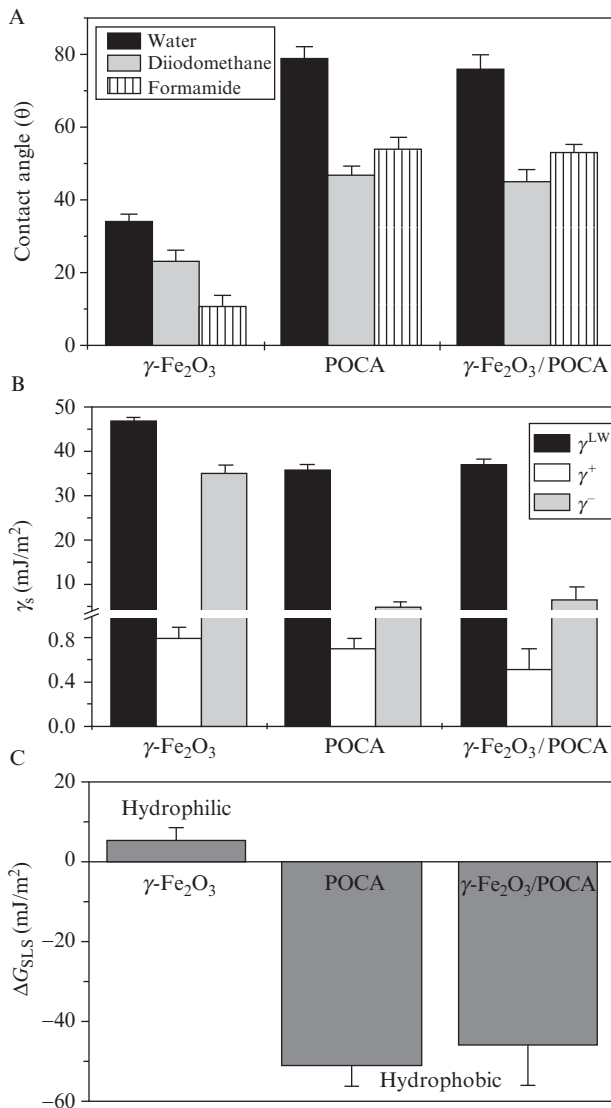 A
80
60
40
20
0
Contact angle (θ)
Water
Diiodomethane
Formamide
γ-Fe₂O₃ POCA γ-Fe₂O₃/POCA
B
50
40
30
20
10
0.8
0.4
0.0
γₛ (mJ/m²)
γᴸᵂ
γ⁺
γ⁻
γ-Fe₂O₃ POCA γ-Fe₂O₃/POCA
C
20
0
−20
−40
−60
ΔG_SLS (mJ/m²)
Hydrophilic
γ-Fe₂O₃ POCA γ-Fe₂O₃/POCA
Hydrophobic